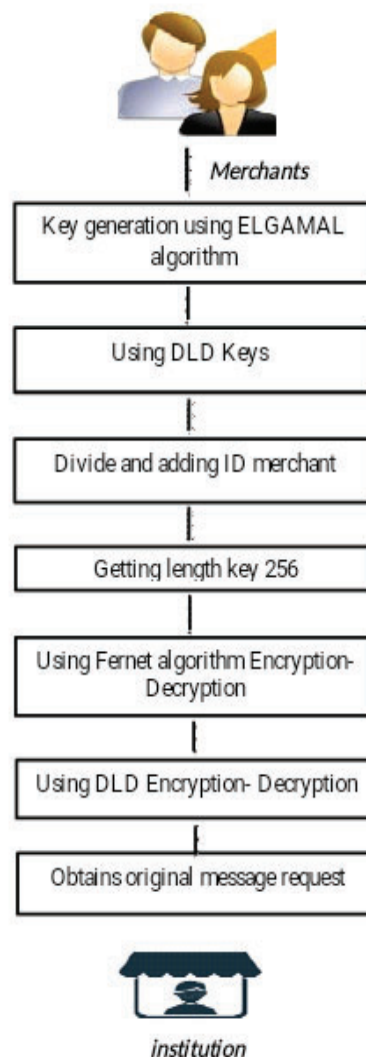 Merchants
Key generation using ELGAMAL
algorithm
Using DLD Keys
Divide and adding ID merchant
Getting length key 256
Using Fernet algorithm Encryption-
Decryption
Using DLD Encryption- Decryption
Obtains original message request
institution